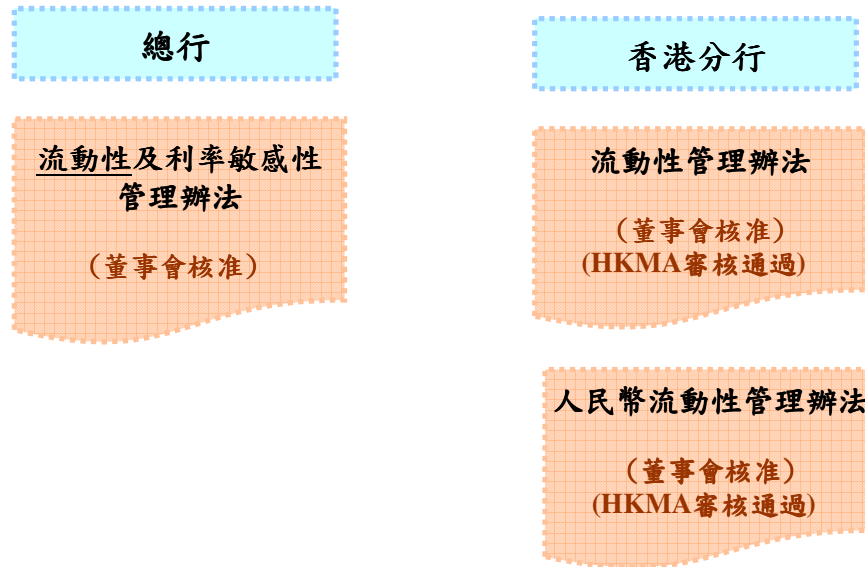 總行
流動性及利率敏感性
管理辦法
（董事會核准）
香港分行
流動性管理辦法
（董事會核准）
(HKMA審核通過)
人民幣流動性管理辦法
（董事會核准）
(HKMA審核通過)